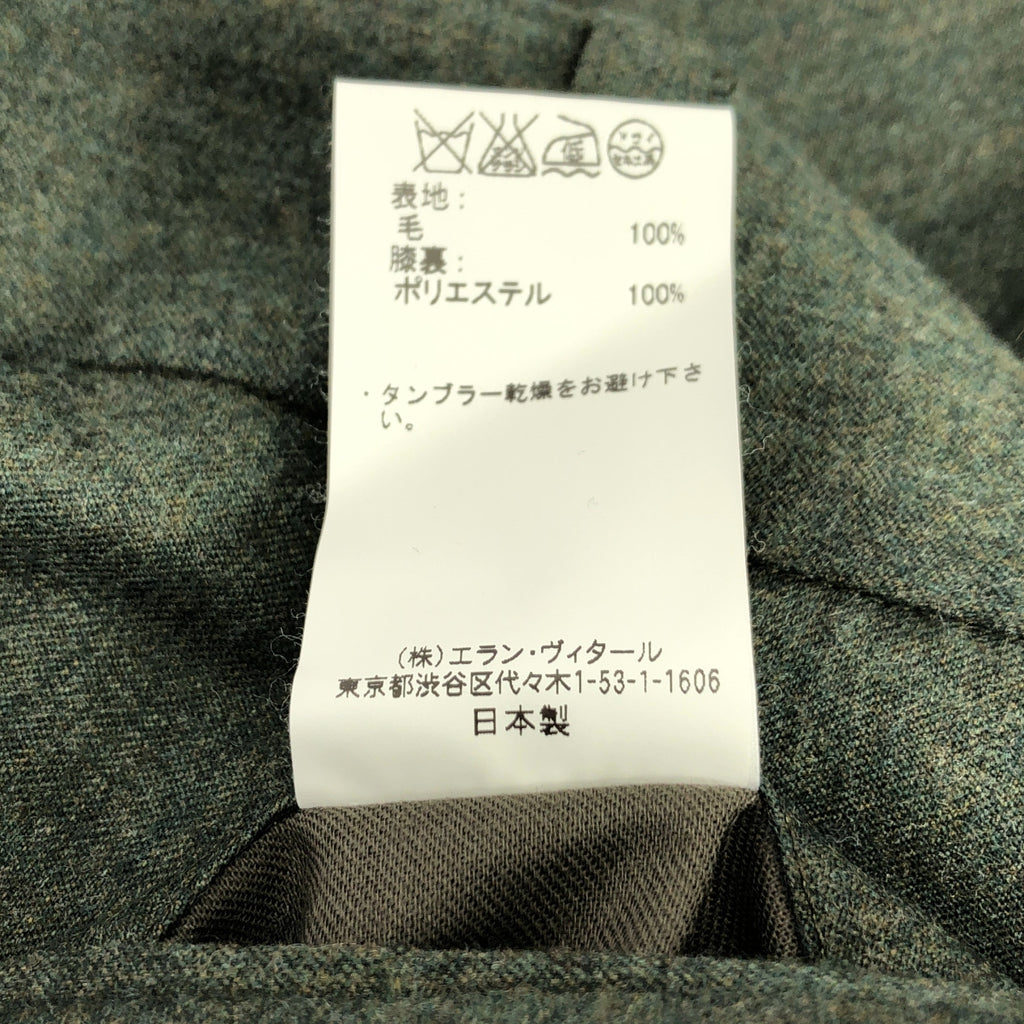 低
表地:
毛 100%
膝裏:
ポリエステル 100%
・タンブラー乾燥をお避け下さ
い。
(株)エラン・ヴィタール
東京都渋谷区代々木1-53-1-1606
日本製